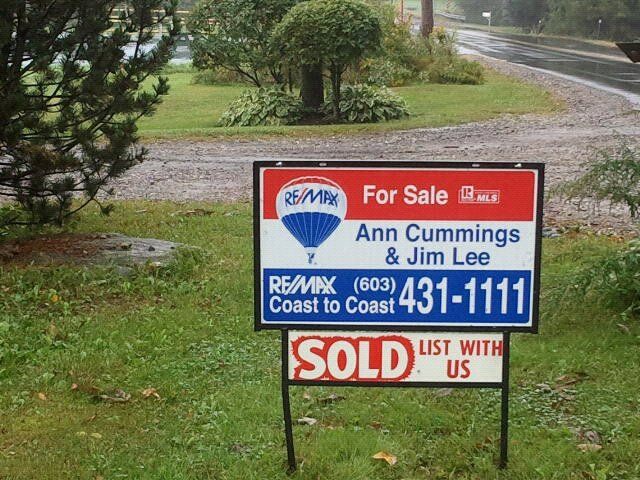 RE/MAX
For Sale
R MLS
Ann Cummings
& Jim Lee
RE/MAX (603) 431-1111
Coast to Coast
SOLD LIST WITH
US